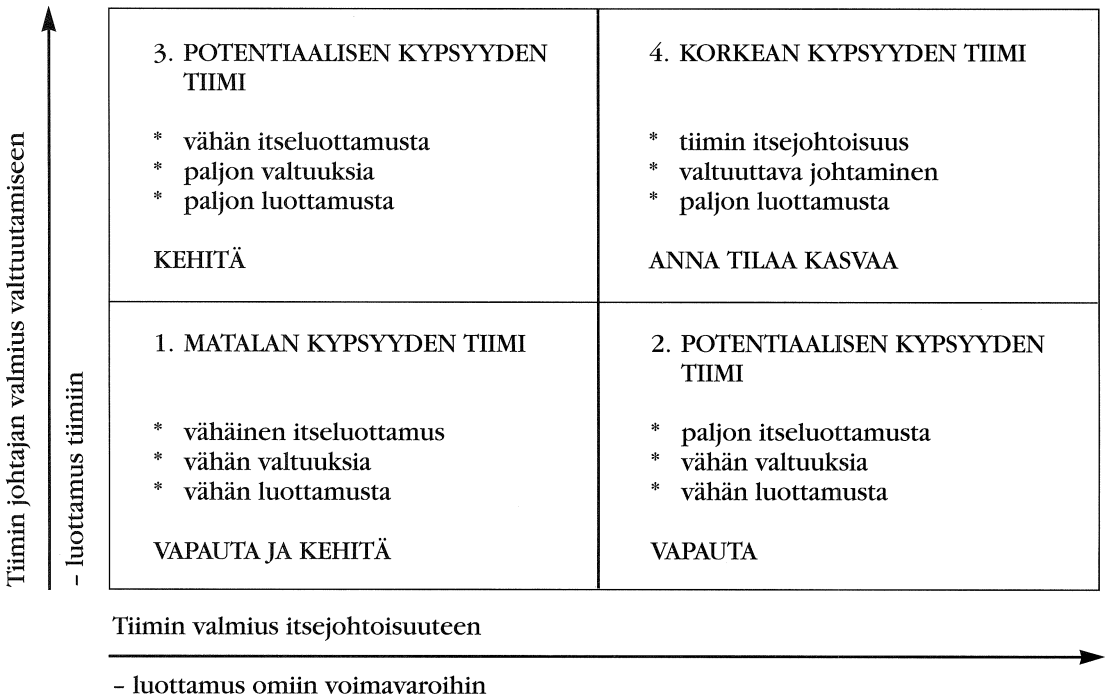 Tiimin johtajan valmius valttuutamiseen
– luottamus tiimiin
3. POTENTIAALISEN KYPSYYDEN
TIIMI
* vähän itseluottamusta
* paljon valtuuksia
* paljon luottamusta
KEHITÄ
4. KORKEAN KYPSYYDEN TIIMI
* tiimin itsejohtoisuus
* valtuuttava johtaminen
* paljon luottamusta
ANNA TILAA KASVAA
1. MATALAN KYPSYYDEN TIIMI
* vähäinen itseluottamus
* vähän valtuuksia
* vähän luottamusta
VAPAUTA JA KEHITÄ
2. POTENTIAALISEN KYPSYYDEN
TIIMI
* paljon itseluottamusta
* vähän valtuuksia
* vähän luottamusta
VAPAUTA
Tiimin valmius itsejohtoisuuteen
– luottamus omiin voimavaroihin